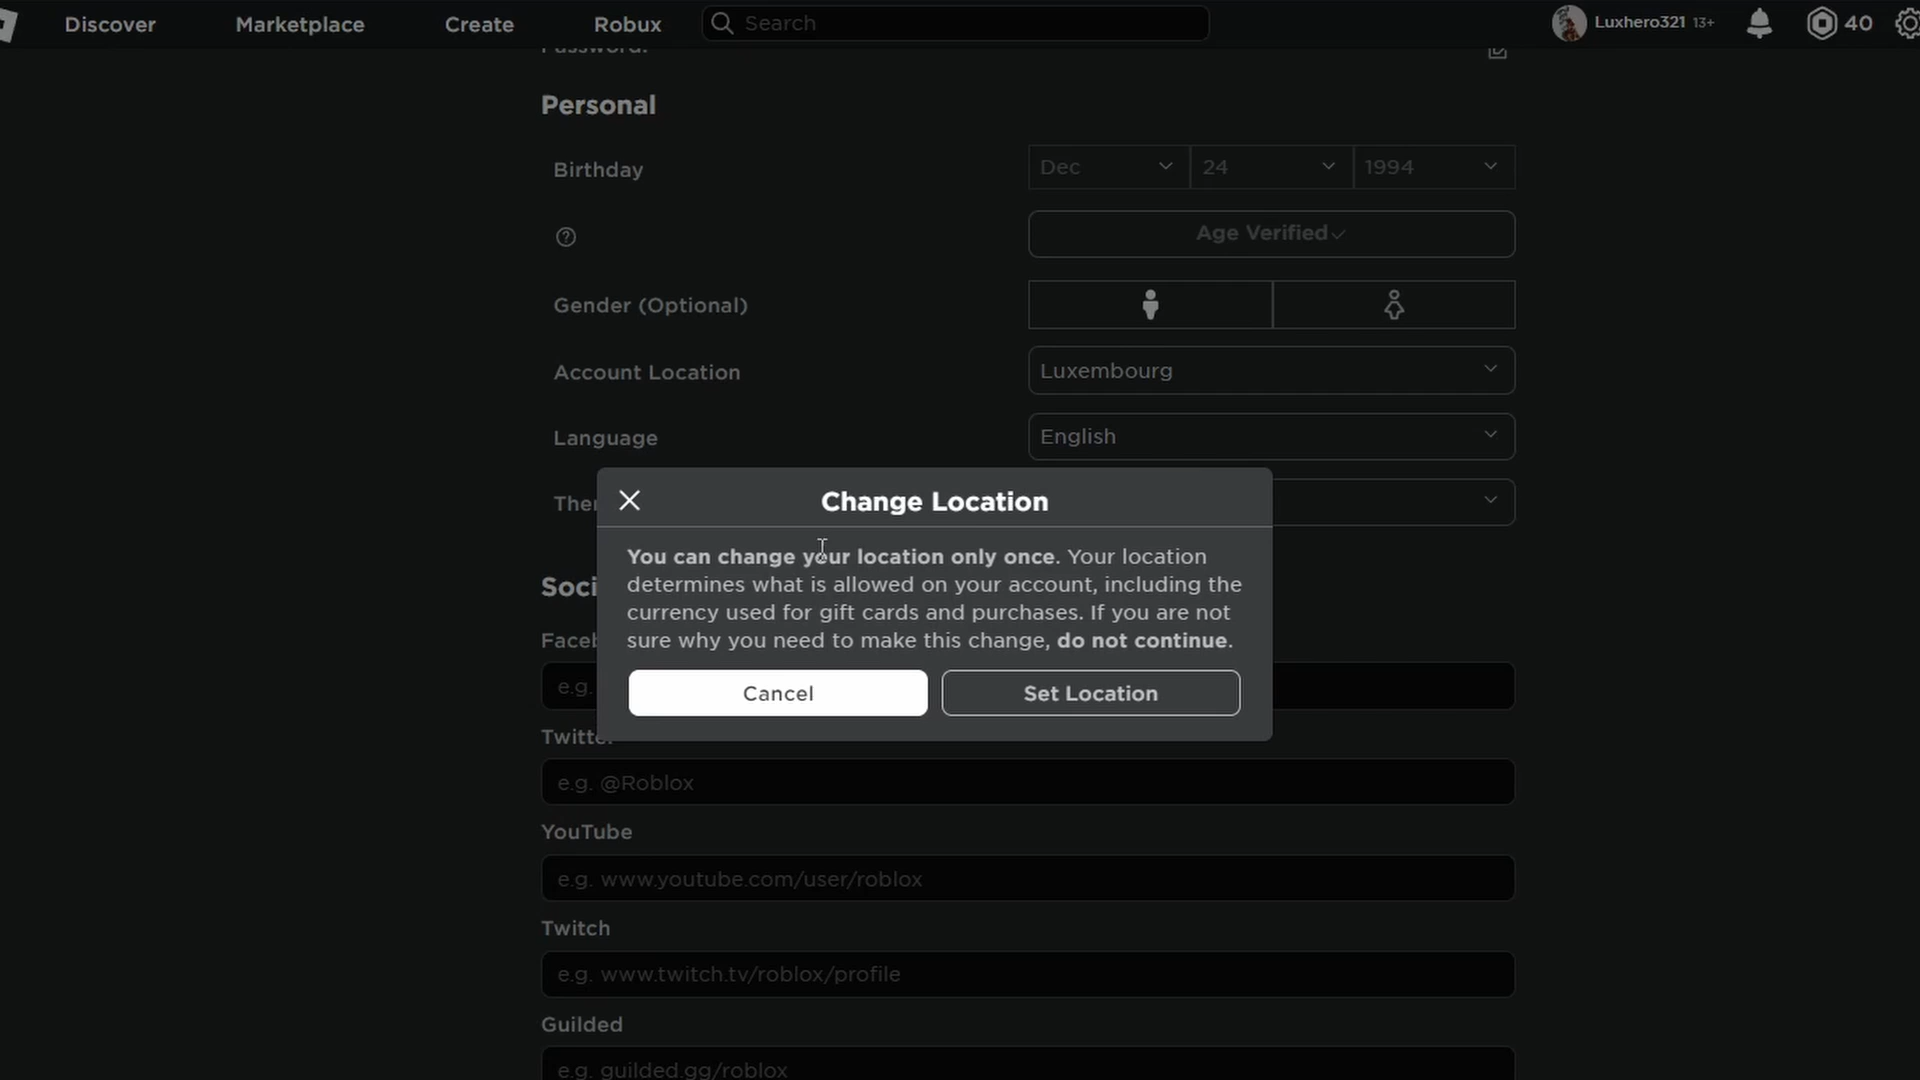 Discover Marketplace Create Robux Search Luxhero321 13+ 40
Password:
Personal
Birthday Dec 24 1994
Age Verified
Gender (Optional)
Account Location Luxembourg
Language English
Change Location
You can change your location only once. Your location
determines what is allowed on your account, including the
currency used for gift cards and purchases. If you are not
sure why you need to make this change, do not continue.
Cancel Set Location
e.g.
Twitter
e.g. @Roblox
YouTube
e.g. www.youtube.com/user/roblox
Twitch
e.g. www.twitch.tv/roblox/profile
Guilded
e.g. guilded.gg/roblox